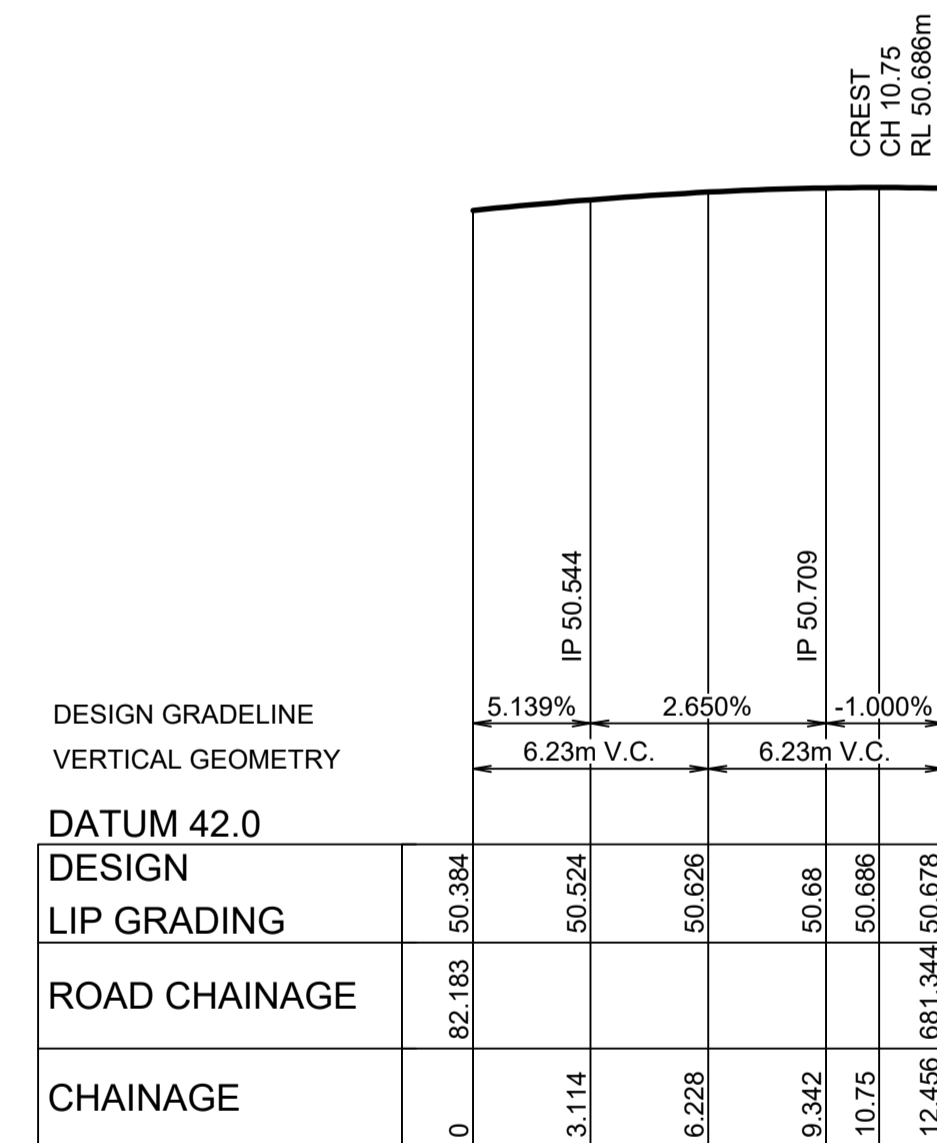 CREST
CH 10.75
RL 50.686m
IP 50.544
IP 50.709
DESIGN GRADELINE
5.139% 2.650% -1.000%
VERTICAL GEOMETRY
6.23m V.C. 6.23m V.C.
DATUM 42.0
DESIGN
LIP GRADING
50.384 50.524 50.626 50.68 50.686 50.678
ROAD CHAINAGE
82.183 681.344
CHAINAGE
0 3.114 6.228 9.342 10.75 12.456